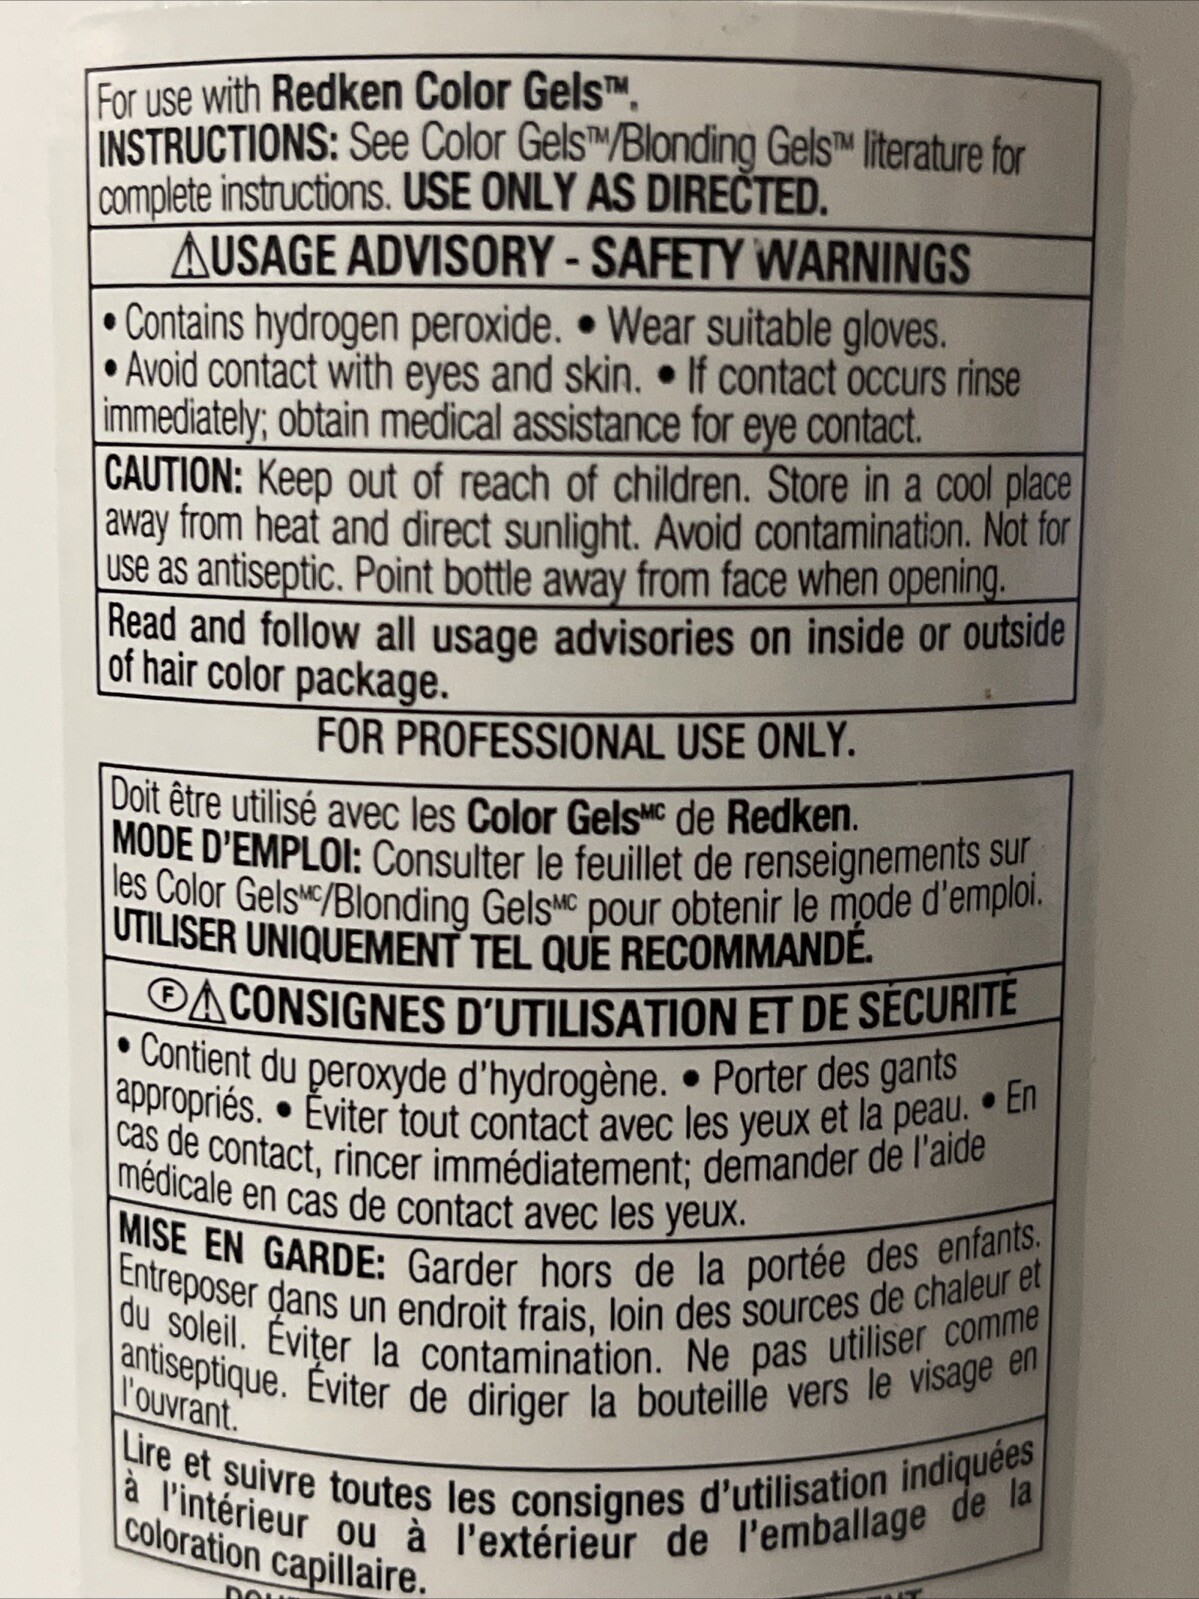 For use with Redken Color Gels™.
INSTRUCTIONS: See Color Gels™/Blonding Gels™ literature for
complete instructions. USE ONLY AS DIRECTED.
⚠USAGE ADVISORY - SAFETY WARNINGS
• Contains hydrogen peroxide. • Wear suitable gloves.
• Avoid contact with eyes and skin. • If contact occurs rinse
immediately; obtain medical assistance for eye contact.
CAUTION: Keep out of reach of children. Store in a cool place
away from heat and direct sunlight. Avoid contamination. Not for
use as antiseptic. Point bottle away from face when opening.
Read and follow all usage advisories on inside or outside
of hair color package.
FOR PROFESSIONAL USE ONLY.
Doit être utilisé avec les Color Gelsᴹᶜ de Redken.
MODE D'EMPLOI: Consulter le feuillet de renseignements sur
les Color Gelsᴹᶜ/Blonding Gelsᴹᶜ pour obtenir le mode d'emploi.
UTILISER UNIQUEMENT TEL QUE RECOMMANDÉ.
Ⓕ⚠CONSIGNES D'UTILISATION ET DE SÉCURITÉ
• Contient du peroxyde d'hydrogène. • Porter des gants
appropriés. • Éviter tout contact avec les yeux et la peau. • En
cas de contact, rincer immédiatement; demander de l'aide
médicale en cas de contact avec les yeux.
MISE EN GARDE: Garder hors de la portée des enfants.
Entreposer dans un endroit frais, loin des sources de chaleur et
du soleil. Éviter la contamination. Ne pas utiliser comme
antiseptique. Éviter de diriger la bouteille vers le visage en
l'ouvrant.
Lire et suivre toutes les consignes d'utilisation indiquées
à l'intérieur ou à l'extérieur de l'emballage de la
coloration capillaire.